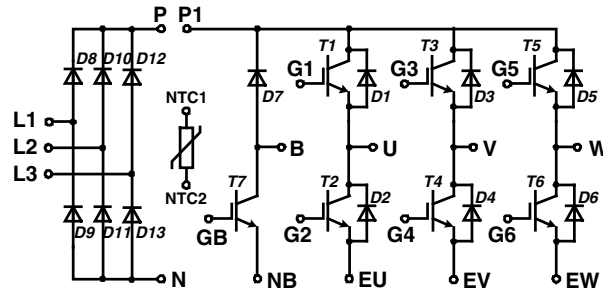 P P1
D8 D10 D12 D7 T1 T3 T5
G1 D1 G3 D3 G5 D5
NTC1
L1
L2 B U V W
L3
NTC2 T7 T2 D2 T4 D4 T6 D6
D9 D11 D13 GB G2 G4 G6
N NB EU EV EW